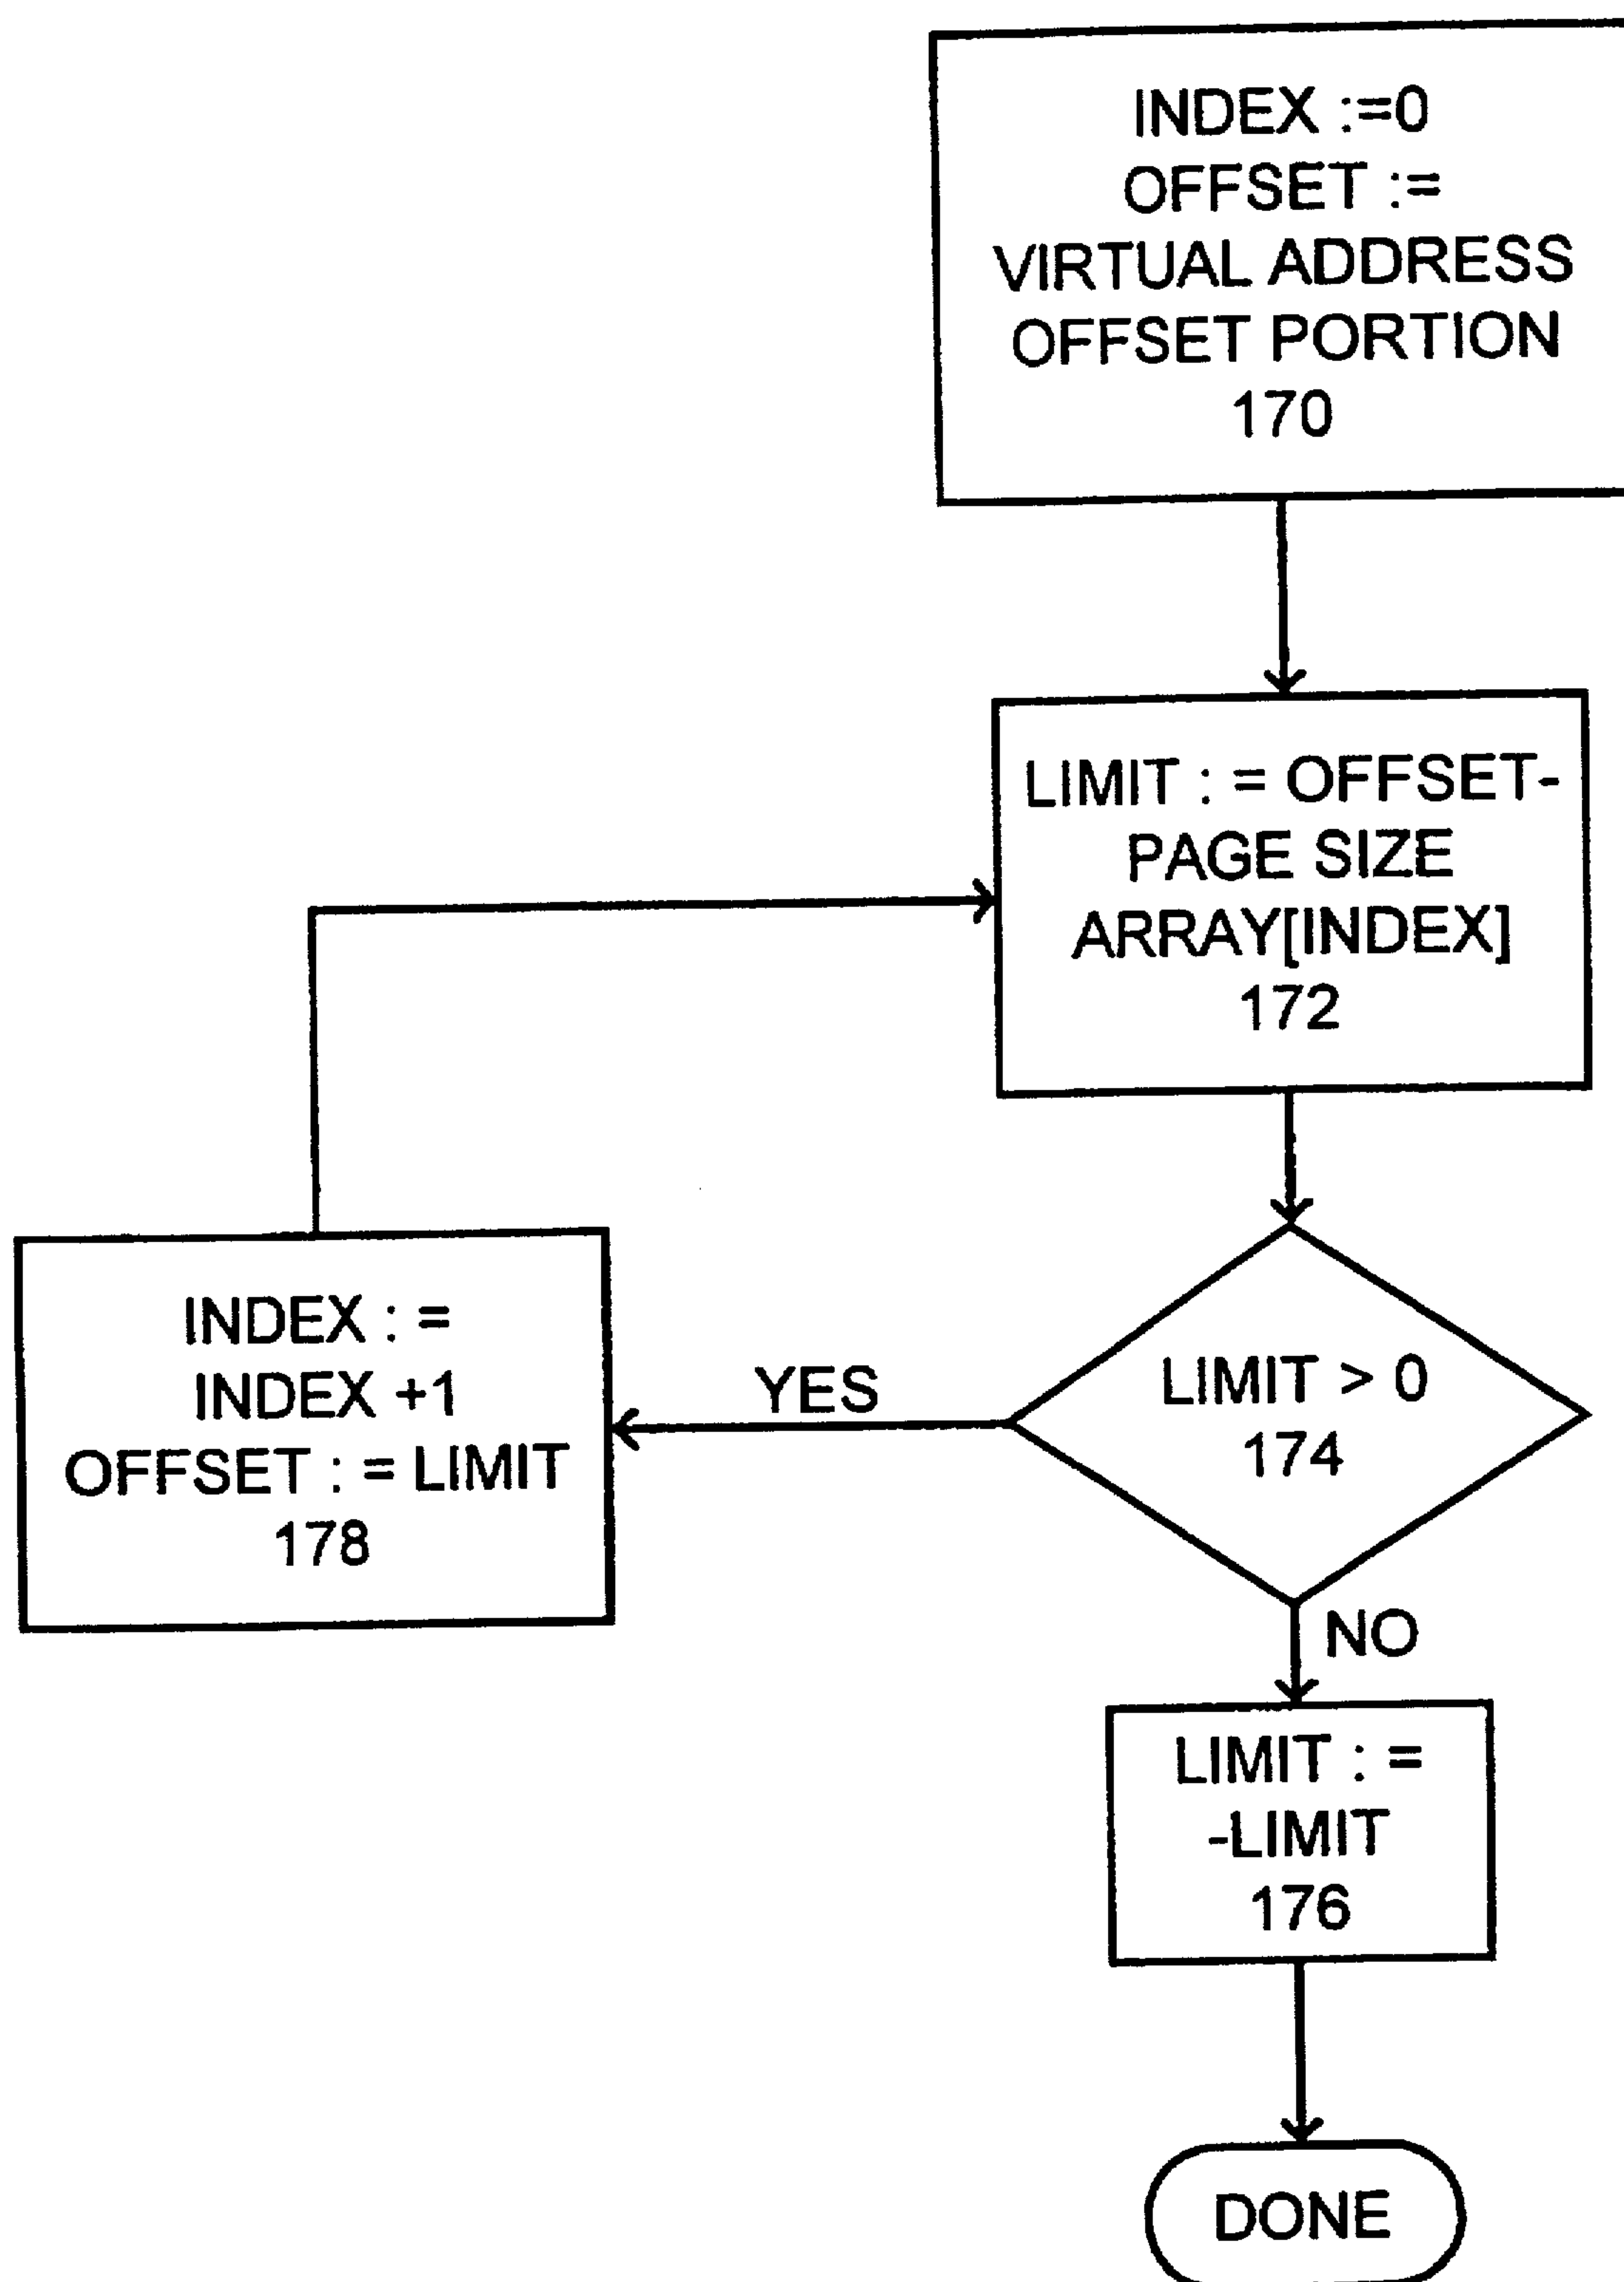 INDEX :=0
OFFSET :=
VIRTUAL ADDRESS
OFFSET PORTION
170
LIMIT : = OFFSET-
PAGE SIZE
ARRAY[INDEX]
172
LIMIT > 0
174
YES
INDEX : =
INDEX +1
OFFSET : = LIMIT
178
NO
LIMIT : =
-LIMIT
176
DONE